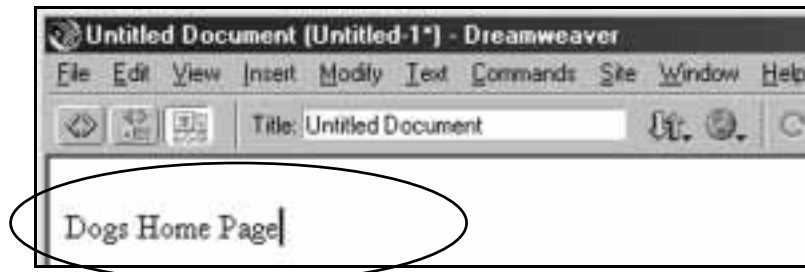 Untitled Document (Untitled-1*) - Dreamweaver
File Edit View Insert Modify Text Commands Site Window Help
Title: Untitled Document
Dogs Home Page